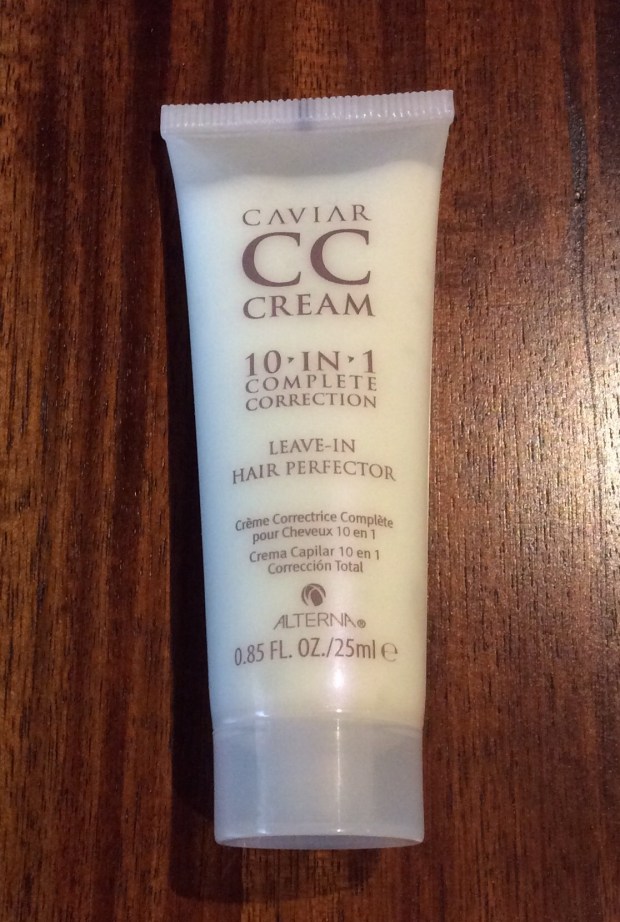 CAVIAR
CC
CREAM
10·IN·1
COMPLETE
CORRECTION
LEAVE-IN
HAIR PERFECTOR
Crème Correctrice Complète
pour Cheveux 10 en 1
Crema Capilar 10 en 1
Corrección Total
ALTERNA®
0.85 FL. OZ./25ml ℮